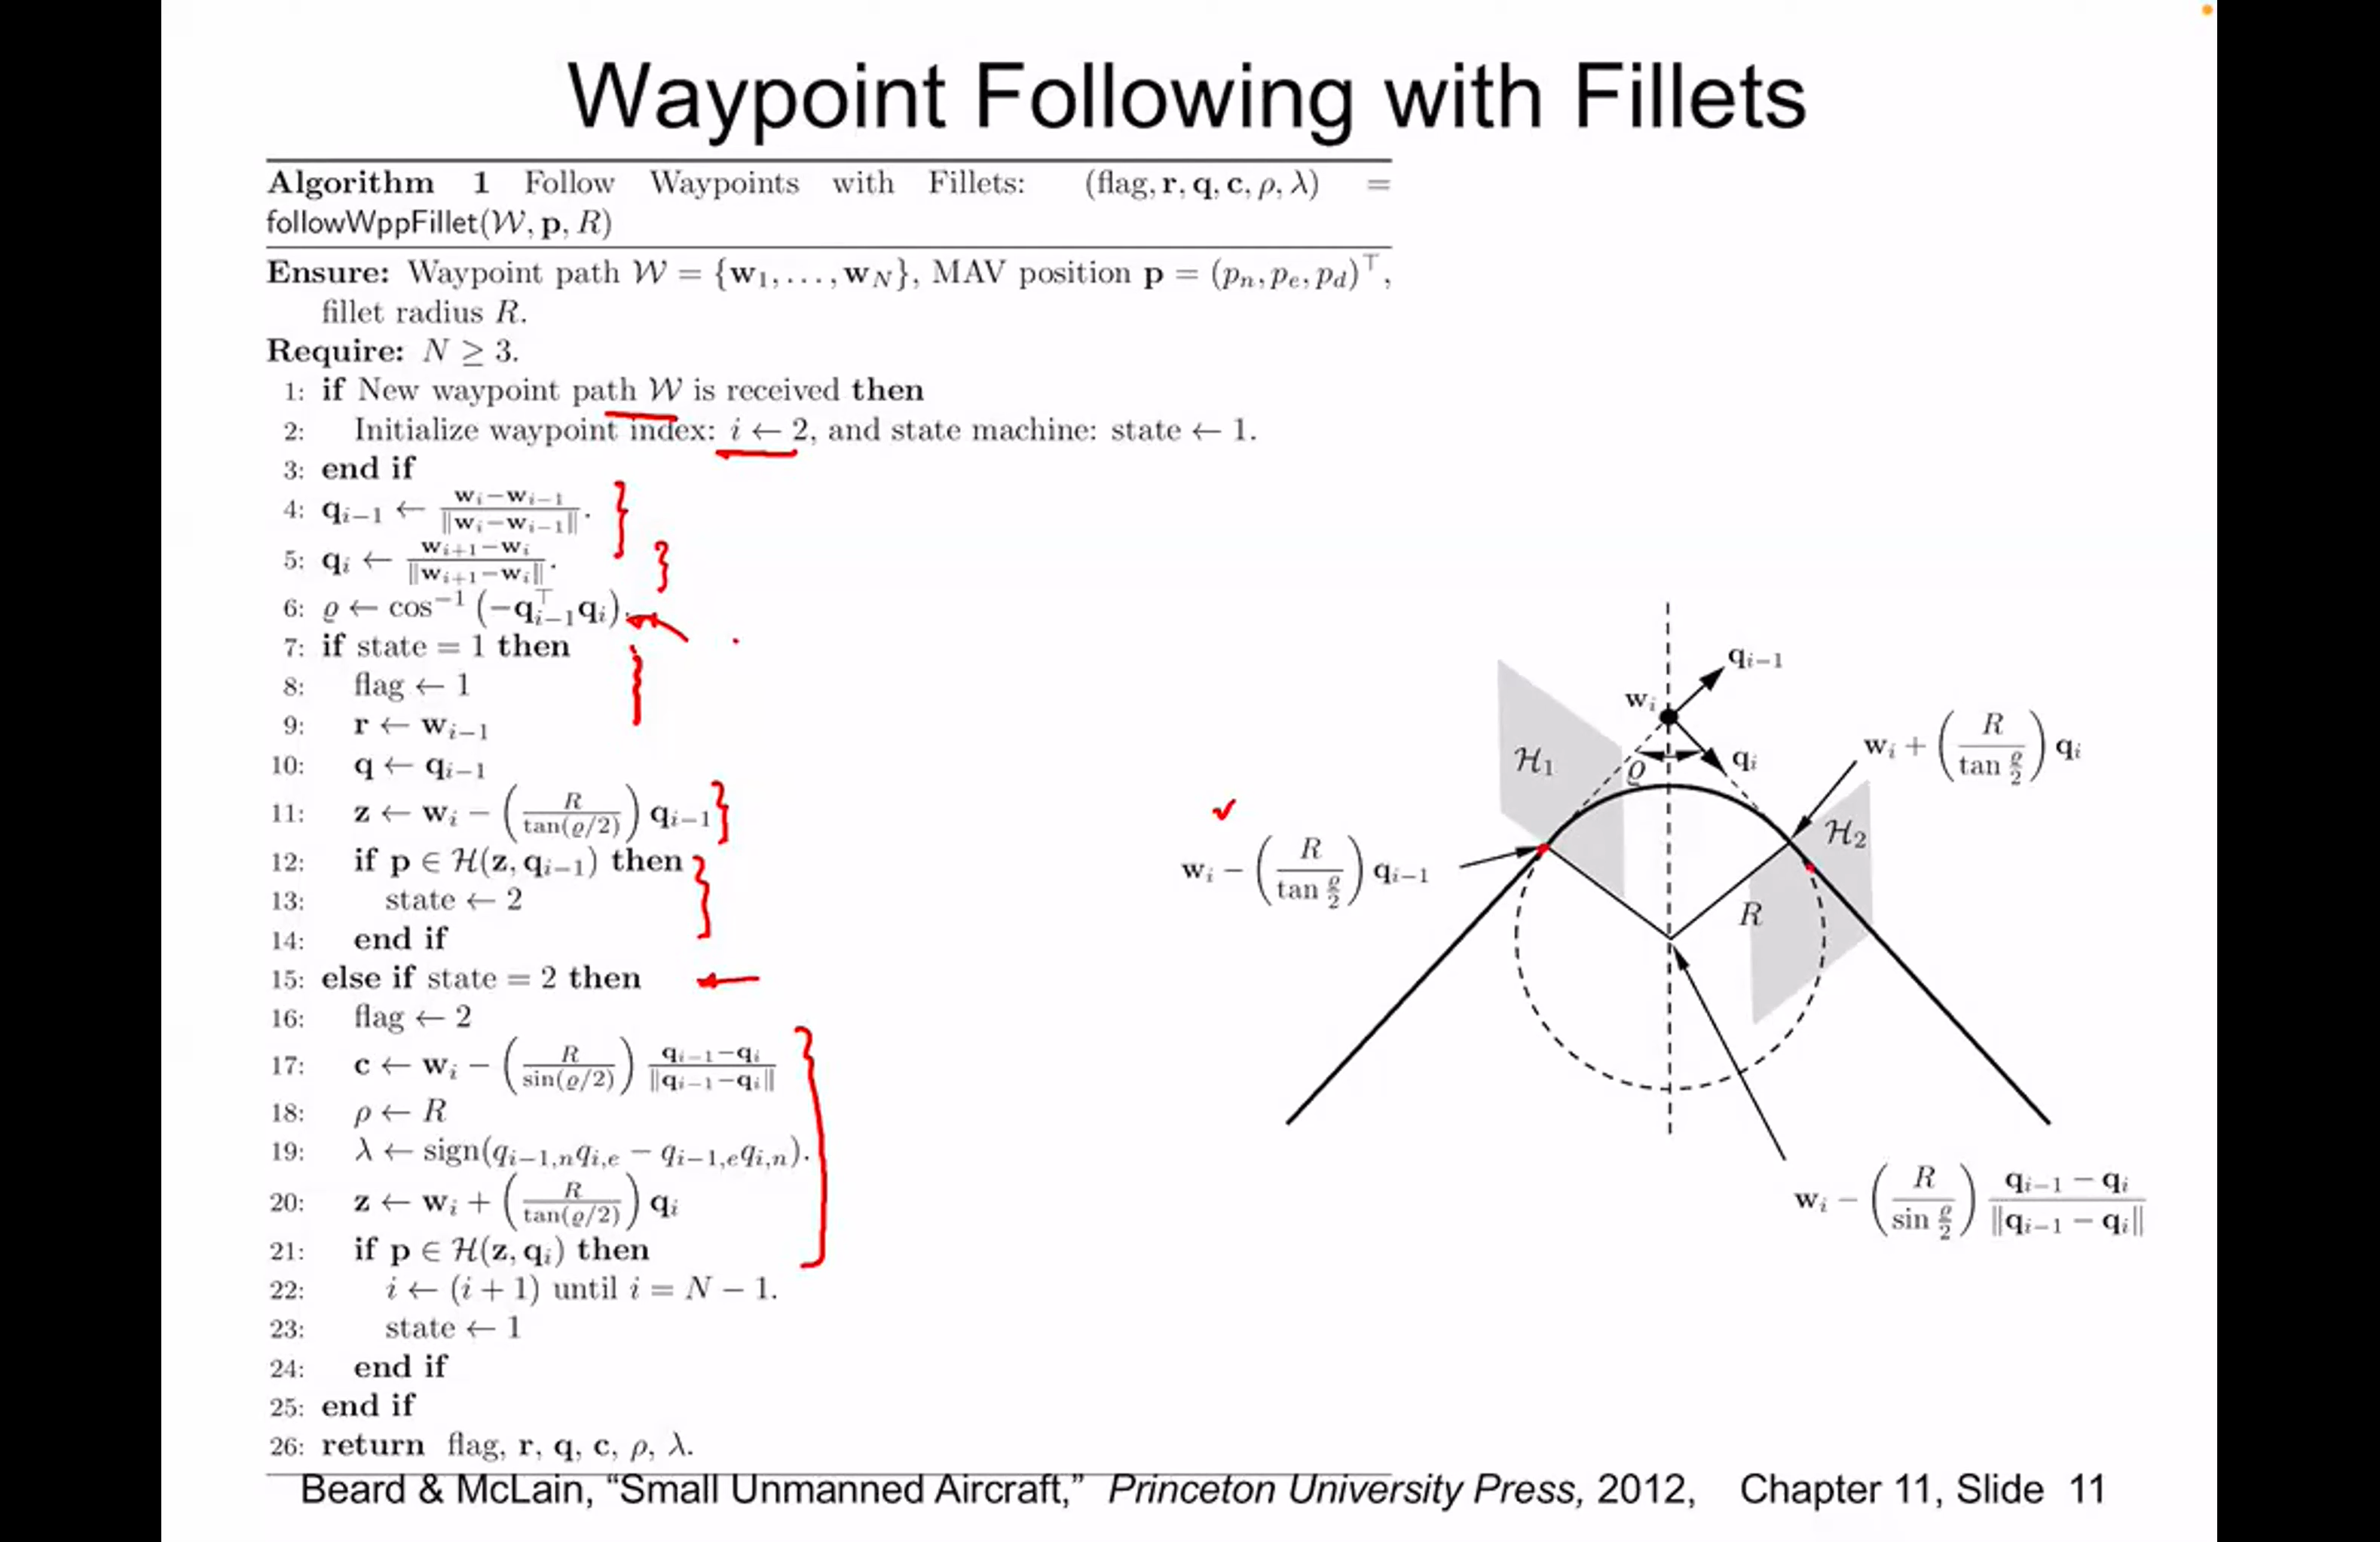 Waypoint Following with Fillets
Algorithm 1 Follow Waypoints with Fillets: (flag, r, q, c, ρ, λ) =
followWppFillet(𝒲, p, R)
Ensure: Waypoint path 𝒲 = {w₁, . . . , w_N}, MAV position p = (pₙ, pₑ, p_d)^⊤,
fillet radius R.
Require: N ≥ 3.
1: if New waypoint path 𝒲 is received then
2: Initialize waypoint index: i ← 2, and state machine: state ← 1.
3: end if
4: q_{i−1} ← (w_i − w_{i−1}) / ‖w_i − w_{i−1}‖.
5: q_i ← (w_{i+1} − w_i) / ‖w_{i+1} − w_i‖.
6: ϱ ← cos⁻¹ (−q_{i−1}^⊤ q_i).
7: if state = 1 then
8: flag ← 1
9: r ← w_{i−1}
10: q ← q_{i−1}
11: z ← w_i − (R / tan(ϱ/2)) q_{i−1}
12: if p ∈ ℋ(z, q_{i−1}) then
13: state ← 2
14: end if
15: else if state = 2 then
16: flag ← 2
17: c ← w_i − (R / sin(ϱ/2)) (q_{i−1} − q_i) / ‖q_{i−1} − q_i‖
18: ρ ← R
19: λ ← sign(q_{i−1,n} q_{i,e} − q_{i−1,e} q_{i,n}).
20: z ← w_i + (R / tan(ϱ/2)) q_i
21: if p ∈ ℋ(z, q_i) then
22: i ← (i + 1) until i = N − 1.
23: state ← 1
24: end if
25: end if
26: return flag, r, q, c, ρ, λ.
q_{i−1}
w_i
ℋ₁
ϱ
q_i
w_i + (R / tan ϱ/2) q_i
ℋ₂
w_i − (R / tan ϱ/2) q_{i−1}
R
w_i − (R / sin ϱ/2) (q_{i−1} − q_i) / ‖q_{i−1} − q_i‖
Beard & McLain, “Small Unmanned Aircraft,” Princeton University Press, 2012, Chapter 11, Slide 11